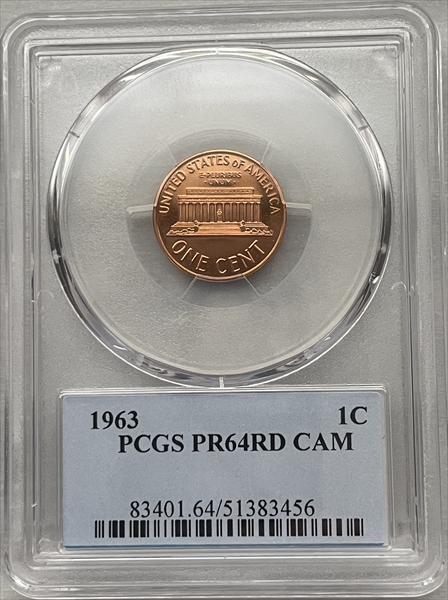 UNITED STATES OF AMERICA
E·PLURIBUS
·UNUM·
ONE CENT
1963 1C
PCGS PR64RD CAM
83401.64/51383456